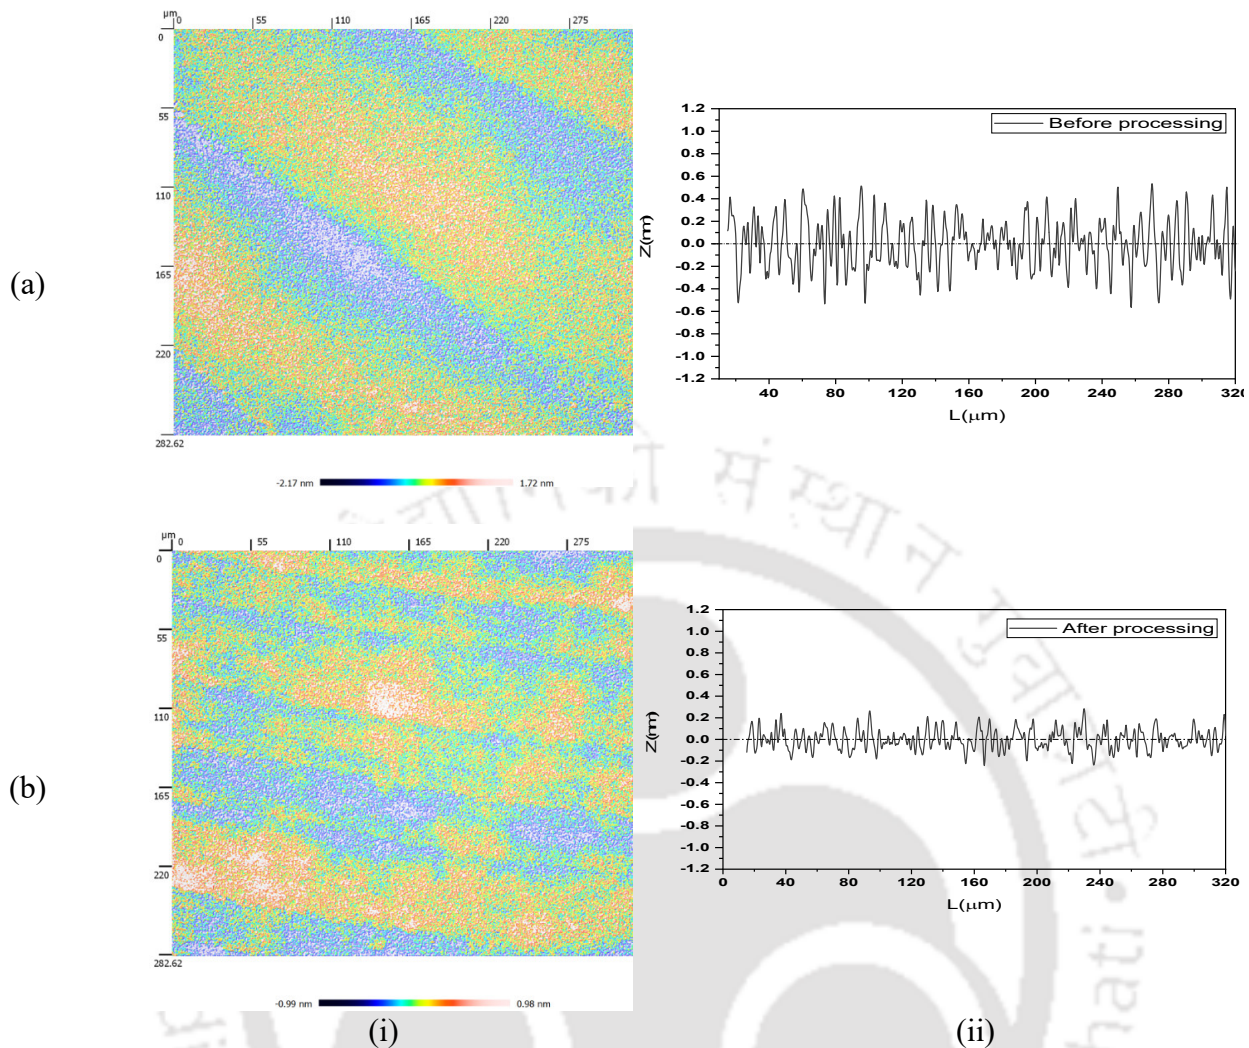 μm
0 55 110 165 220 275
0
55
110
165
220
282.62
-2.17 nm 1.72 nm
(a)
1.2
1.0
0.8
0.6
0.4
0.2
0.0
-0.2
-0.4
-0.6
-0.8
-1.0
-1.2
Z(m)
Before processing
40 80 120 160 200 240 280 320
L(μm)
μm
0 55 110 165 220 275
0
55
110
165
220
282.62
-0.99 nm 0.98 nm
(b)
1.2
1.0
0.8
0.6
0.4
0.2
0.0
-0.2
-0.4
-0.6
-0.8
-1.0
-1.2
Z(m)
After processing
0 40 80 120 160 200 240 280 320
L(μm)
(i) (ii)